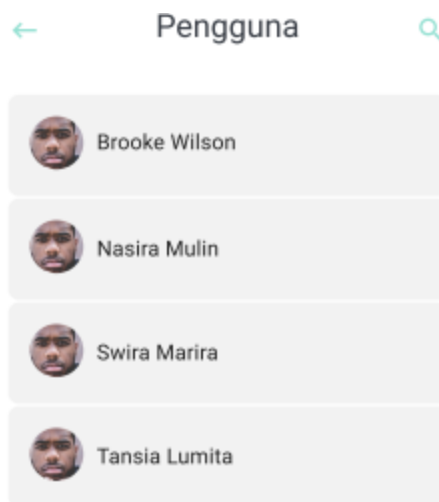 Pengguna
Brooke Wilson
Nasira Mulin
Swira Marira
Tansia Lumita